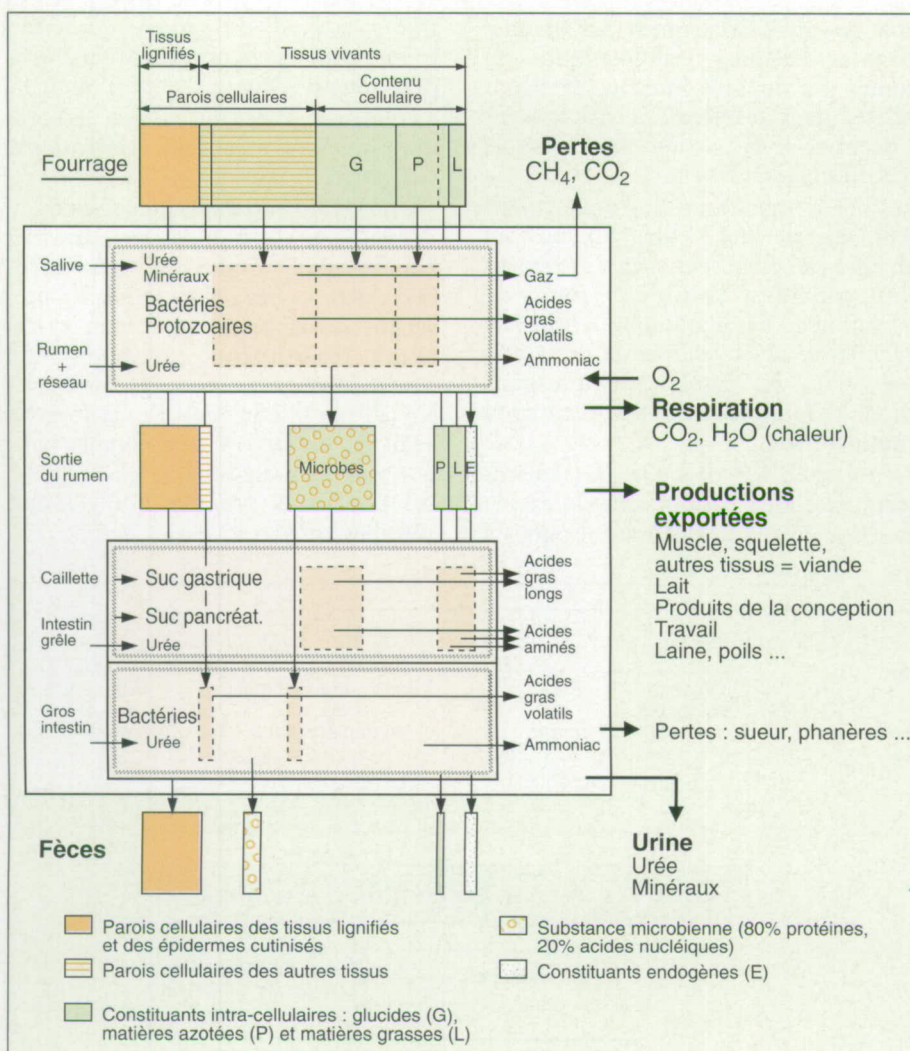 Tissus
lignifiés
Tissus vivants
Parois cellulaires
Contenu
cellulaire
Fourrage
G
P
L
Pertes
CH4, CO2
Salive
Urée
Minéraux
Bactéries
Protozoaires
Urée
Rumen
+
réseau
Gaz
Acides
gras
volatils
Ammoniac
O2
Respiration
CO2, H2O (chaleur)
Sortie
du rumen
Microbes
P
L
E
Productions
exportées
Muscle, squelette,
autres tissus = viande
Lait
Produits de la conception
Travail
Laine, poils ...
Caillette
Suc gastrique
Suc pancréat.
Intestin
grêle
Urée
Acides
gras
longs
Acides
aminés
Gros
intestin
Bactéries
Urée
Acides
gras
volatils
Ammoniac
Pertes : sueur, phanères ...
Fèces
Urine
Urée
Minéraux
Parois cellulaires des tissus lignifiés
et des épidermes cutinisés
Parois cellulaires des autres tissus
Constituants intra-cellulaires : glucides (G),
matières azotées (P) et matières grasses (L)
Substance microbienne (80% protéines,
20% acides nucléiques)
Constituants endogènes (E)